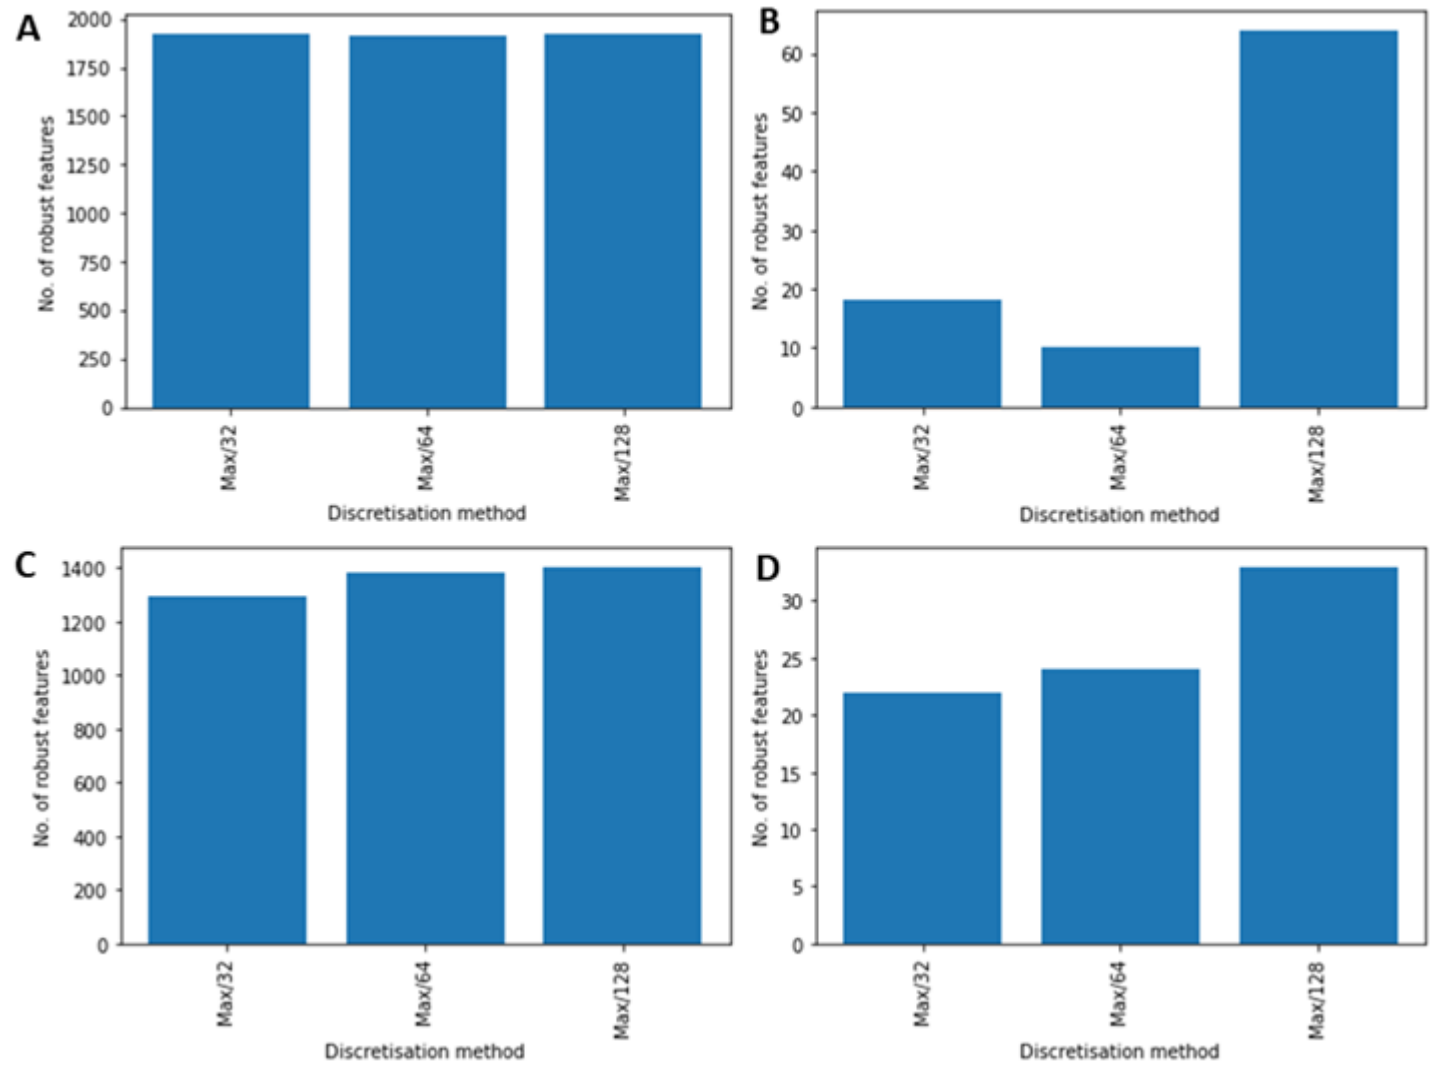 A
No. of robust features
2000
1750
1500
1250
1000
750
500
250
0
Max/32
Max/64
Max/128
Discretisation method
B
No. of robust features
60
50
40
30
20
10
0
Max/32
Max/64
Max/128
Discretisation method
C
No. of robust features
1400
1200
1000
800
600
400
200
0
Max/32
Max/64
Max/128
Discretisation method
D
No. of robust features
30
25
20
15
10
5
0
Max/32
Max/64
Max/128
Discretisation method